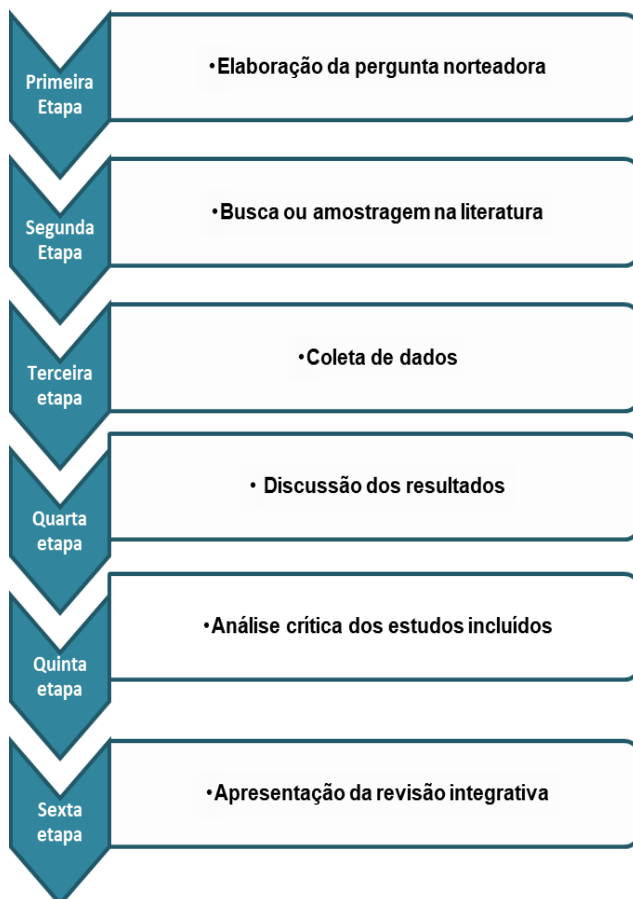 Primeira
Etapa
•Elaboração da pergunta norteadora
Segunda
Etapa
•Busca ou amostragem na literatura
Terceira
etapa
•Coleta de dados
Quarta
etapa
• Discussão dos resultados
Quinta
etapa
•Análise crítica dos estudos incluídos
Sexta
etapa
•Apresentação da revisão integrativa